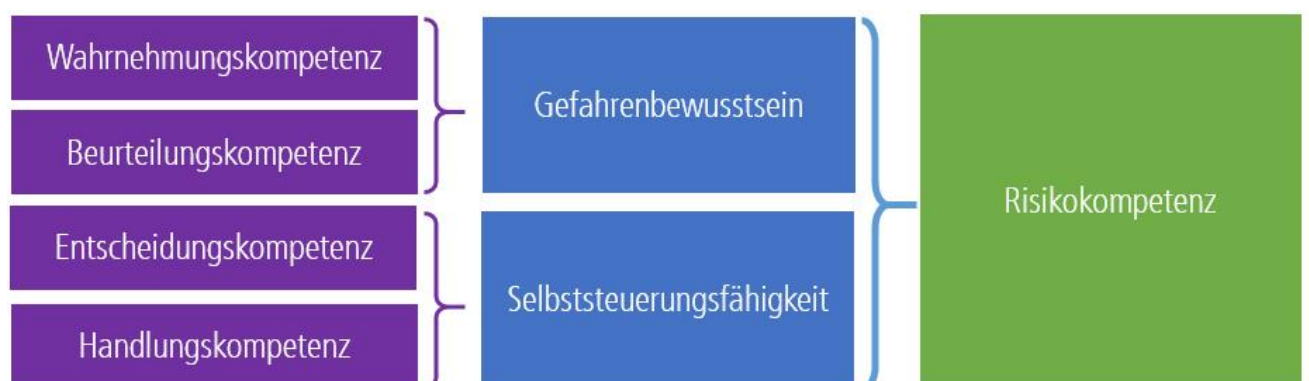 Wahrnehmungskompetenz
Beurteilungskompetenz
Entscheidungskompetenz
Handlungskompetenz
Gefahrenbewusstsein
Selbststeuerungsfähigkeit
Risikokompetenz